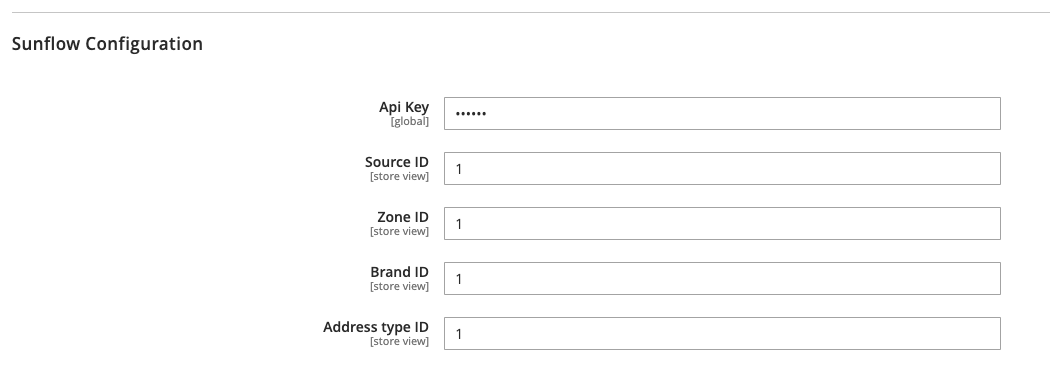 Sunflow Configuration
Api Key
[global]
••••••
Source ID
[store view]
1
Zone ID
[store view]
1
Brand ID
[store view]
1
Address type ID
[store view]
1